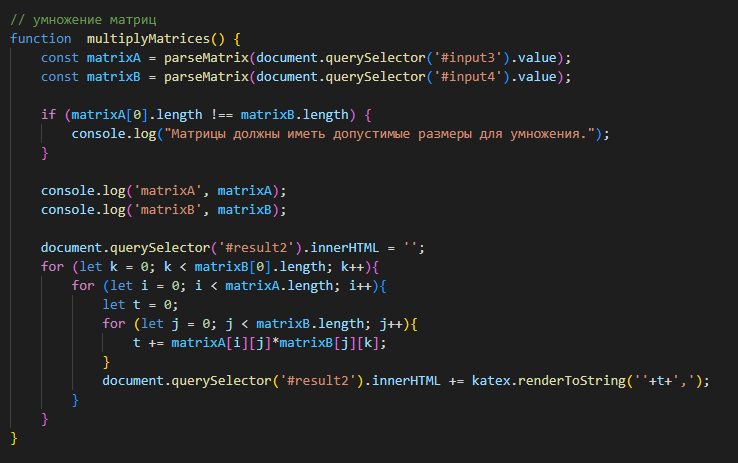 // умножение матриц
function  multiplyMatrices() {
    const matrixA = parseMatrix(document.querySelector('#input3').value);
    const matrixB = parseMatrix(document.querySelector('#input4').value);

    if (matrixA[0].length !== matrixB.length) {
        console.log("Матрицы должны иметь допустимые размеры для умножения.");
    }

    console.log('matrixA', matrixA);
    console.log('matrixB', matrixB);

    document.querySelector('#result2').innerHTML = '';
    for (let k = 0; k < matrixB[0].length; k++){
        for (let i = 0; i < matrixA.length; i++){
            let t = 0;
            for (let j = 0; j < matrixB.length; j++){
                t += matrixA[i][j]*matrixB[j][k];
            }
            document.querySelector('#result2').innerHTML += katex.renderToString(''+t+',');
        }
    }
}